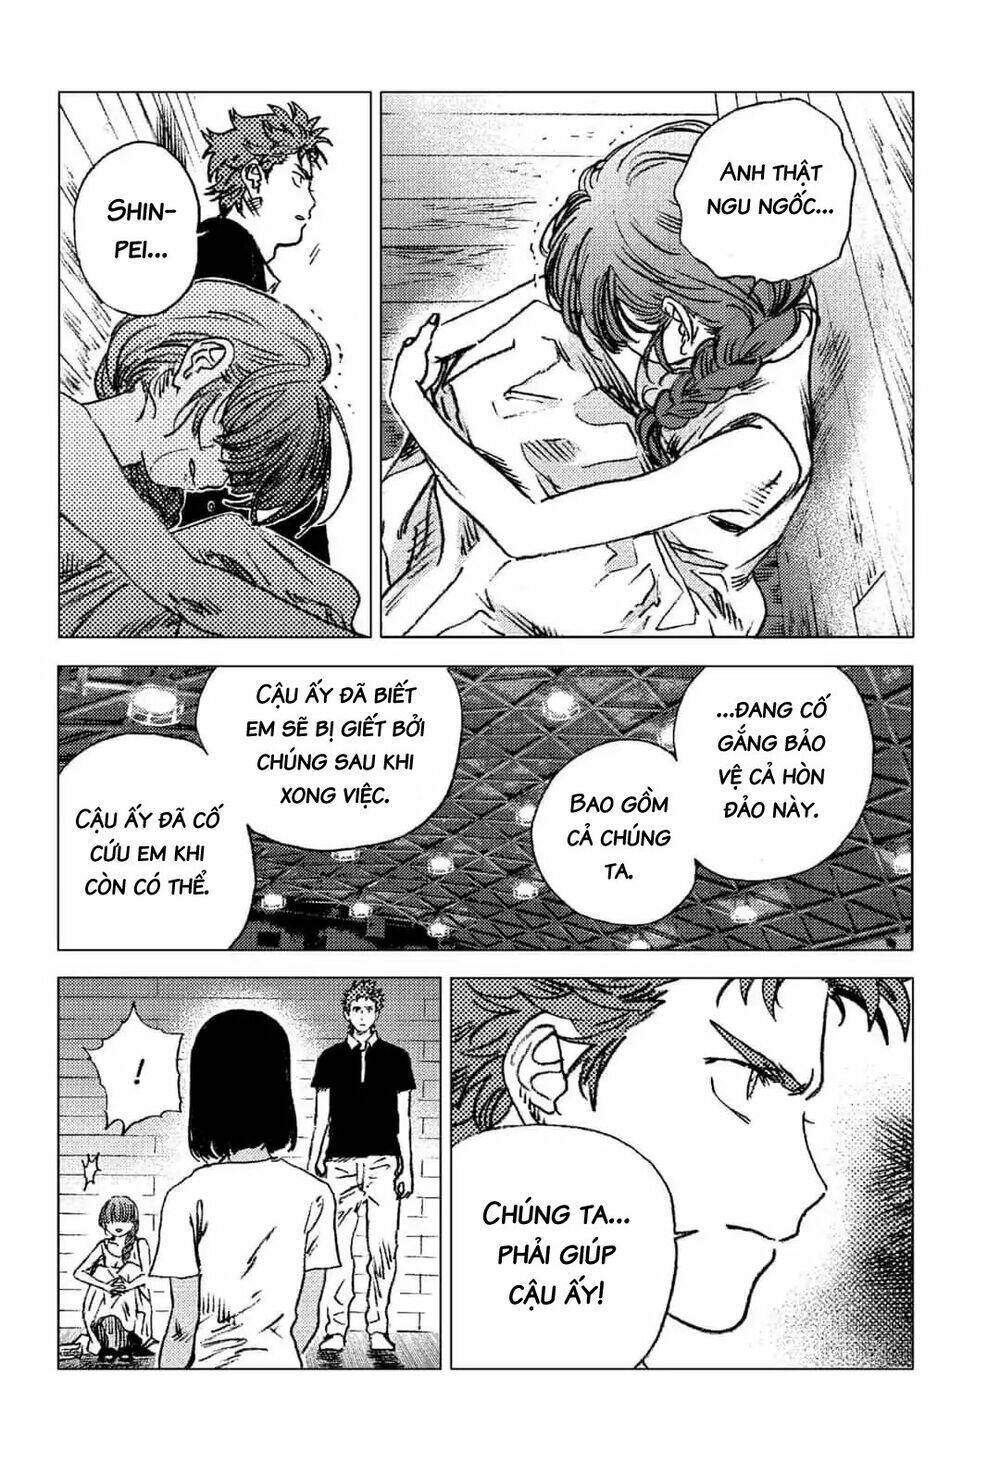 ANH THẬT
NGU NGỐC...
SHIN-
PEI...
...ĐANG CỐ
GẮNG BẢO
VỆ CẢ HÒN
ĐẢO NÀY.
BAO GỒM
CẢ CHÚNG
TA.
CẬU ẤY ĐÃ BIẾT
EM SẼ BỊ GIẾT BỞI
CHÚNG SAU KHI
XONG VIỆC.
CẬU ẤY ĐÃ CỐ
CỨU EM KHI
CÒN CÓ THỂ.
CHÚNG TA...
PHẢI GIÚP
CẬU ẤY!
!